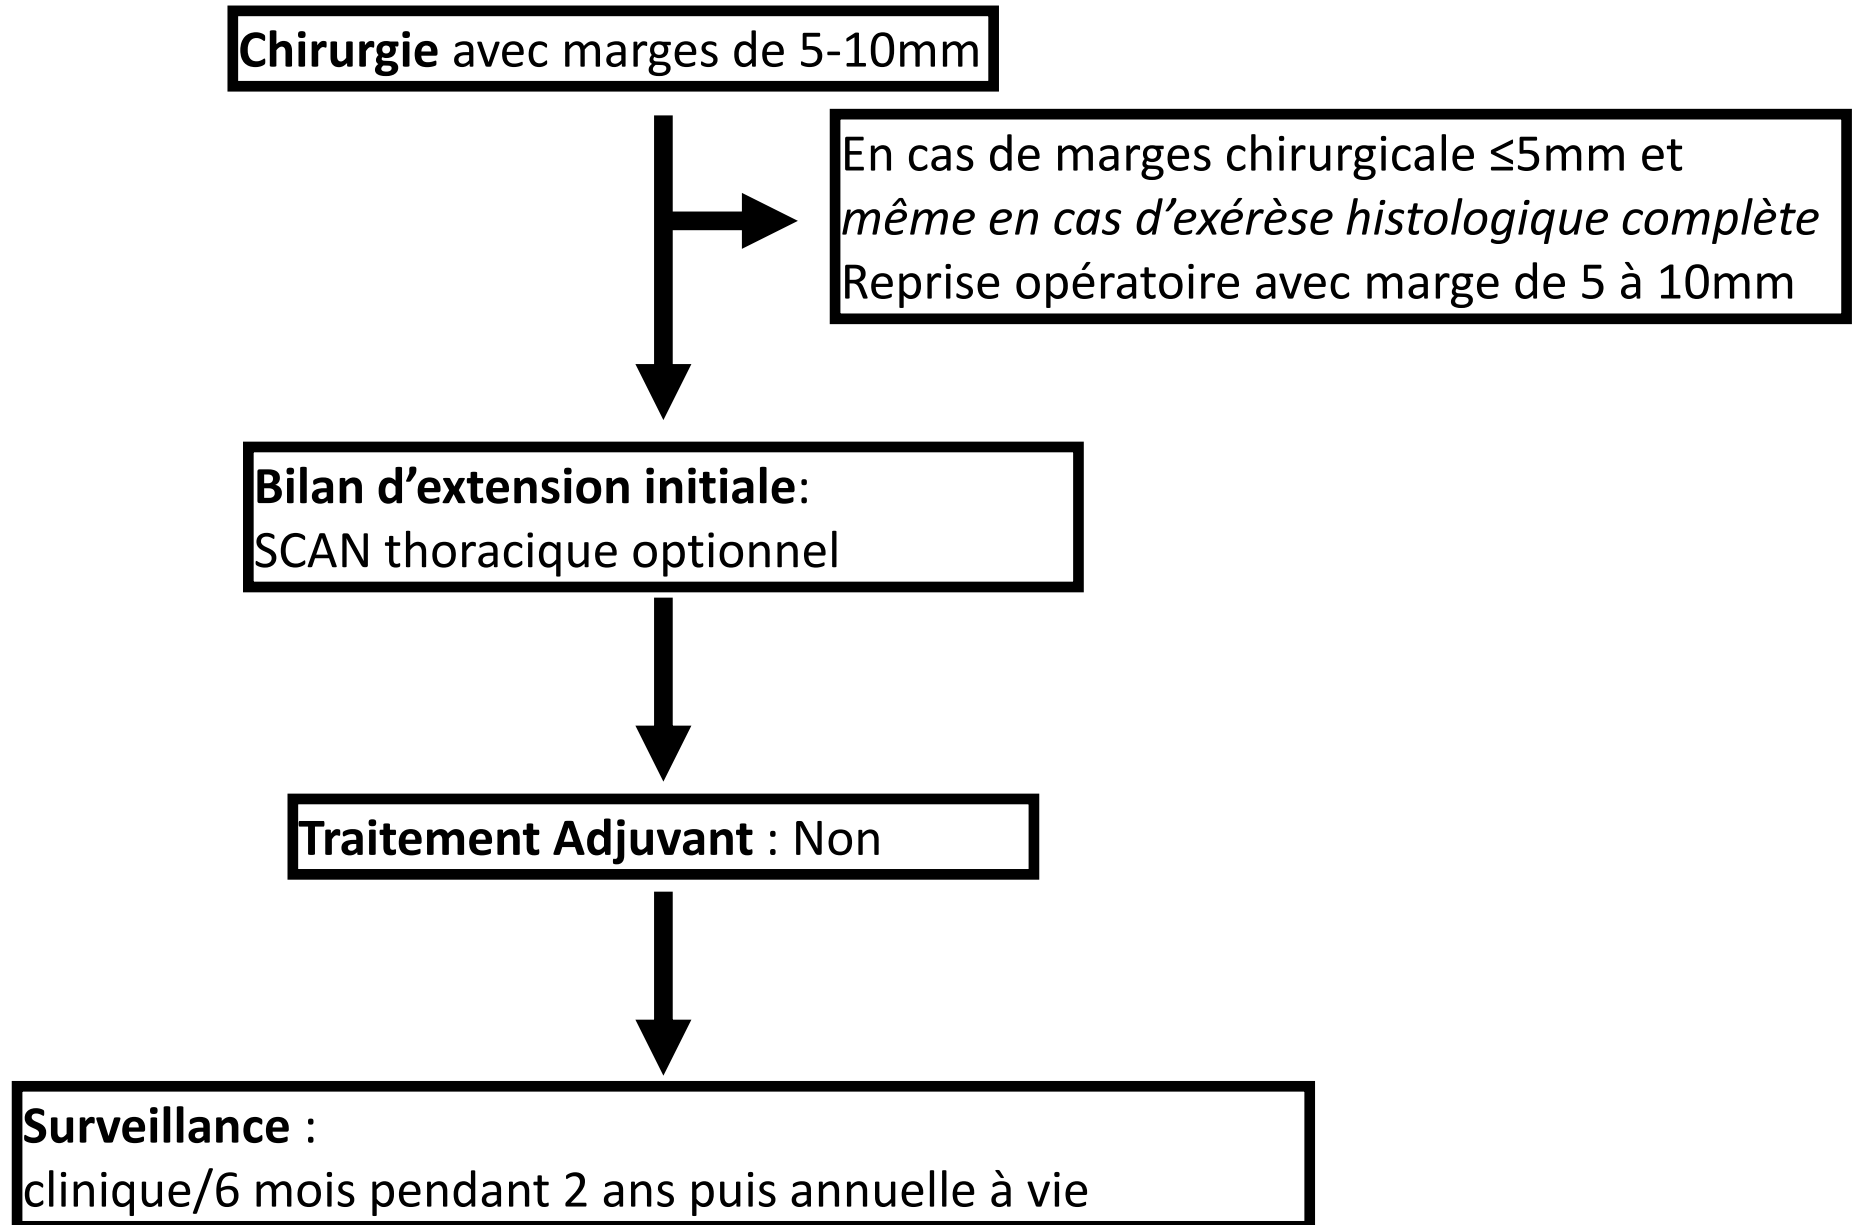 Chirurgie avec marges de 5-10mm
En cas de marges chirurgicale ≤5mm et
même en cas d’exérèse histologique complète
Reprise opératoire avec marge de 5 à 10mm
Bilan d’extension initiale:
SCAN thoracique optionnel
Traitement Adjuvant : Non
Surveillance :
clinique/6 mois pendant 2 ans puis annuelle à vie